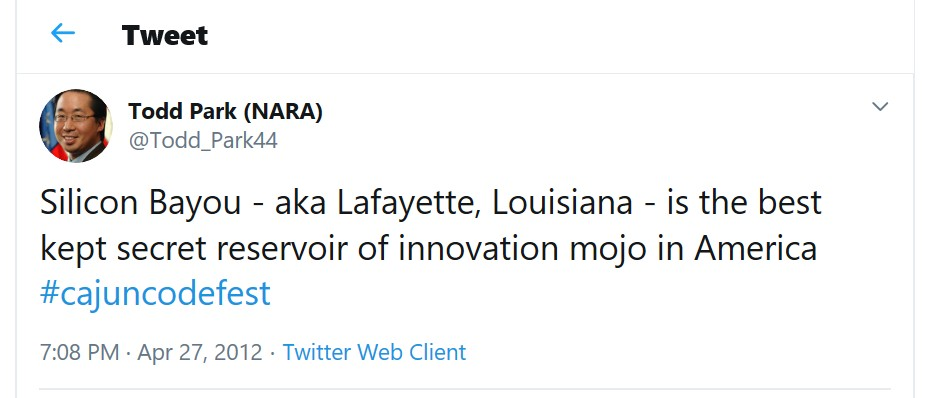 Tweet
Todd Park (NARA)
@Todd_Park44
Silicon Bayou - aka Lafayette, Louisiana - is the best
kept secret reservoir of innovation mojo in America
#cajuncodefest
7:08 PM · Apr 27, 2012 · Twitter Web Client